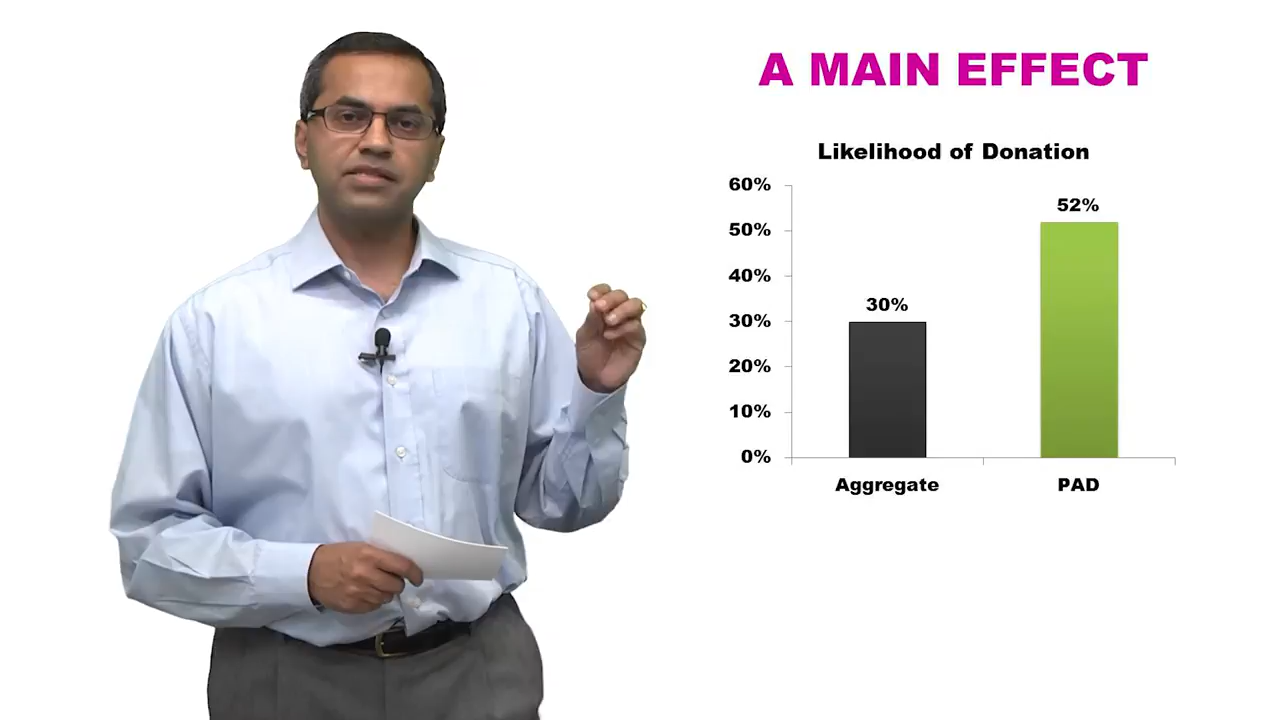 A MAIN EFFECT
Likelihood of Donation
60%
52%
50%
40%
30%
30%
20%
10%
0%
Aggregate
PAD